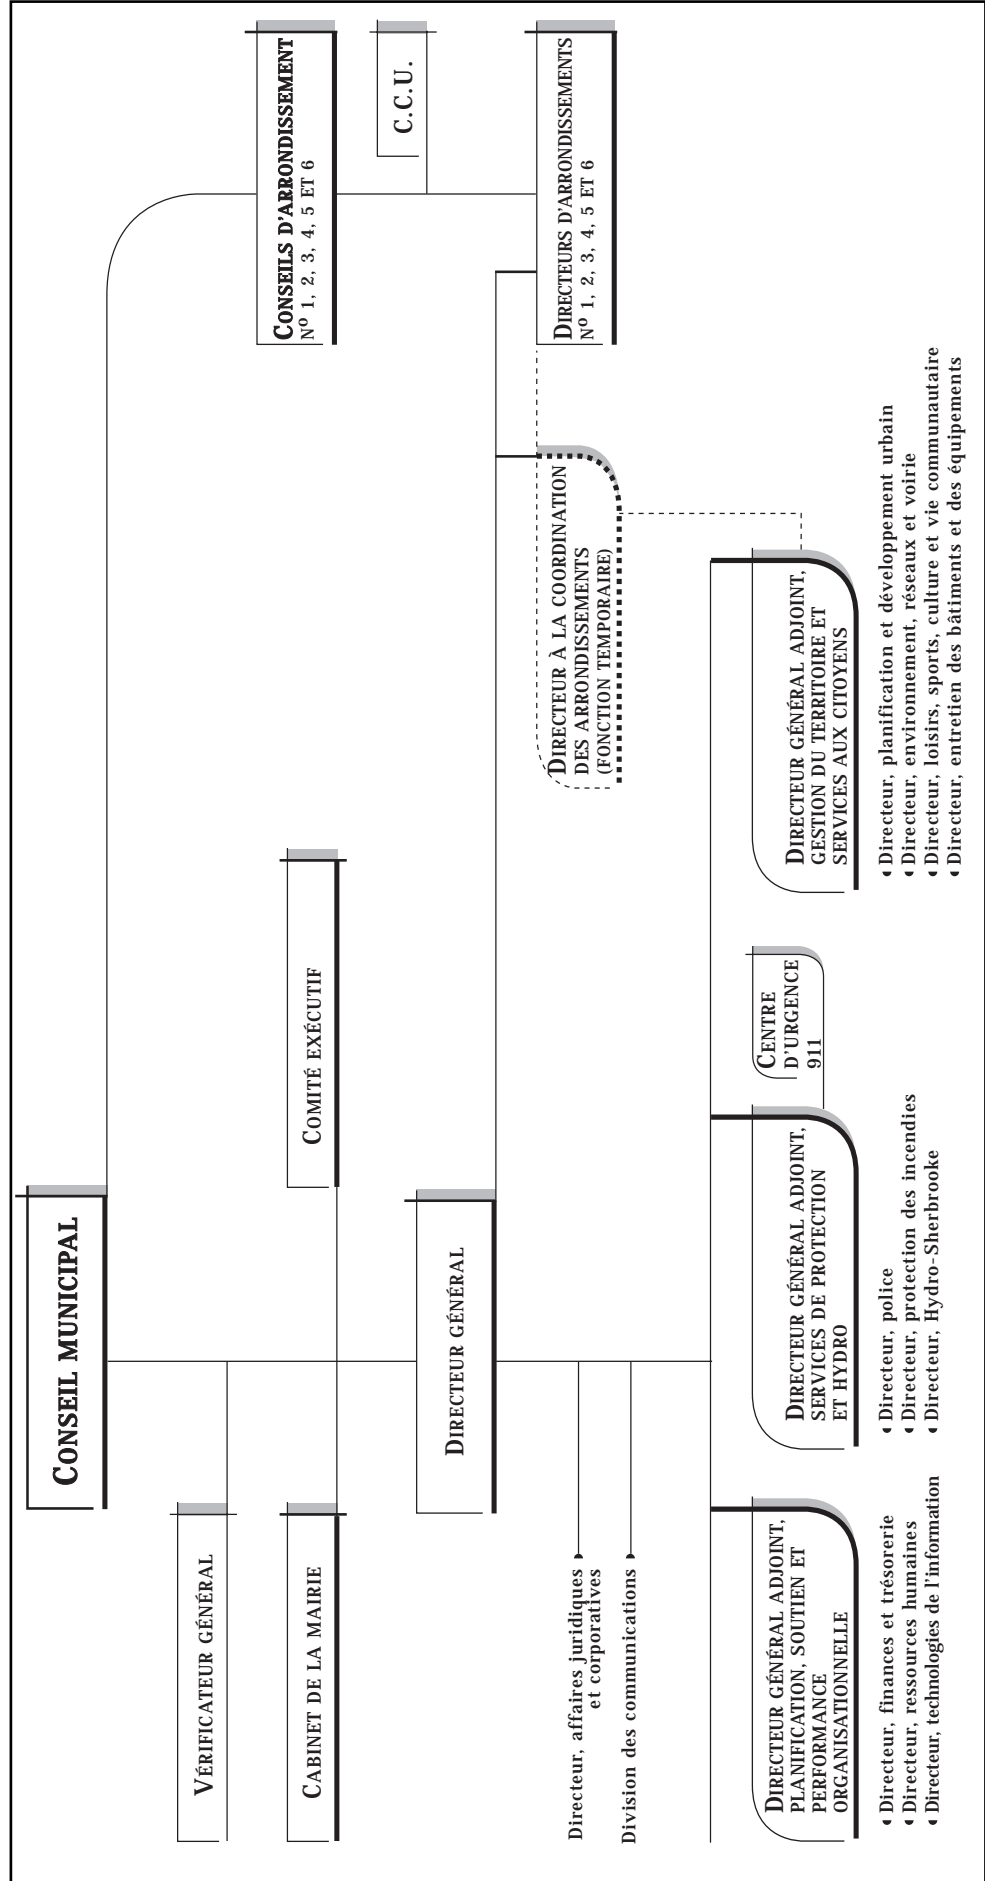 CONSEIL MUNICIPAL
VÉRIFICATEUR GÉNÉRAL
CABINET DE LA MAIRIE
COMITÉ EXÉCUTIF
CONSEILS D'ARRONDISSEMENT
Nº 1, 2, 3, 4, 5 ET 6
C.C.U.
DIRECTEUR GÉNÉRAL
DIRECTEURS D'ARRONDISSEMENTS
Nº 1, 2, 3, 4, 5 ET 6
DIRECTEUR À LA COORDINATION
DES ARRONDISSEMENTS
(FONCTION TEMPORAIRE)
Directeur, affaires juridiques
et corporatives
Division des communications
DIRECTEUR GÉNÉRAL ADJOINT,
PLANIFICATION, SOUTIEN ET
PERFORMANCE
ORGANISATIONNELLE
Directeur, finances et trésorerie
Directeur, ressources humaines
Directeur, technologies de l'information
DIRECTEUR GÉNÉRAL ADJOINT,
SERVICES DE PROTECTION
ET HYDRO
Directeur, police
Directeur, protection des incendies
Directeur, Hydro-Sherbrooke
CENTRE
D'URGENCE
911
DIRECTEUR GÉNÉRAL ADJOINT,
GESTION DU TERRITOIRE ET
SERVICES AUX CITOYENS
Directeur, planification et développement urbain
Directeur, environnement, réseaux et voirie
Directeur, loisirs, sports, culture et vie communautaire
Directeur, entretien des bâtiments et des équipements